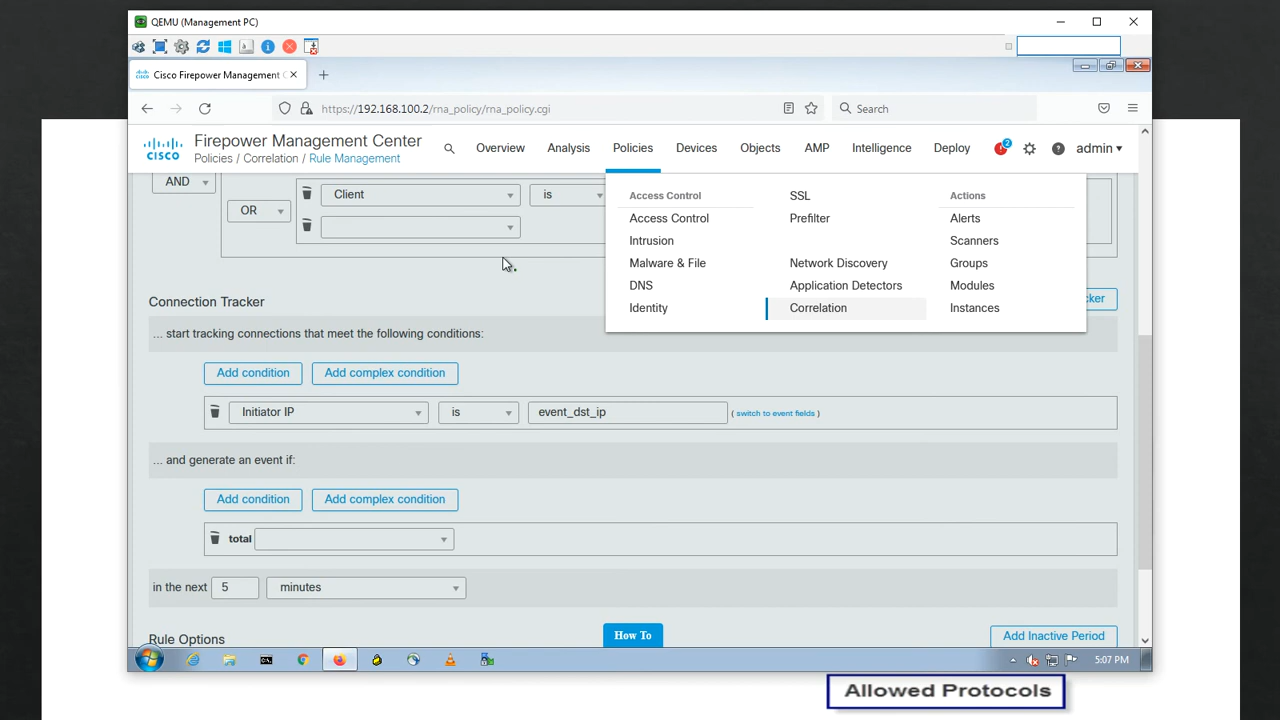 QEMU (Management PC)
Cisco Firepower Management C
https://192.168.100.2/rna_policy/rna_policy.cgi
Search
cisco
Firepower Management Center
Policies / Correlation / Rule Management
Overview
Analysis
Policies
Devices
Objects
AMP
Intelligence
Deploy
2
admin
AND
Client
is
OR
Access Control
SSL
Actions
Access Control
Prefilter
Alerts
Intrusion
Scanners
Malware & File
Network Discovery
Groups
DNS
Application Detectors
Modules
Identity
Correlation
Instances
Connection Tracker
cker
... start tracking connections that meet the following conditions:
Add condition
Add complex condition
Initiator IP
is
event_dst_ip
( switch to event fields )
... and generate an event if:
Add condition
Add complex condition
total
in the next
5
minutes
Rule Options
How To
Add Inactive Period
5:07 PM
Allowed Protocols